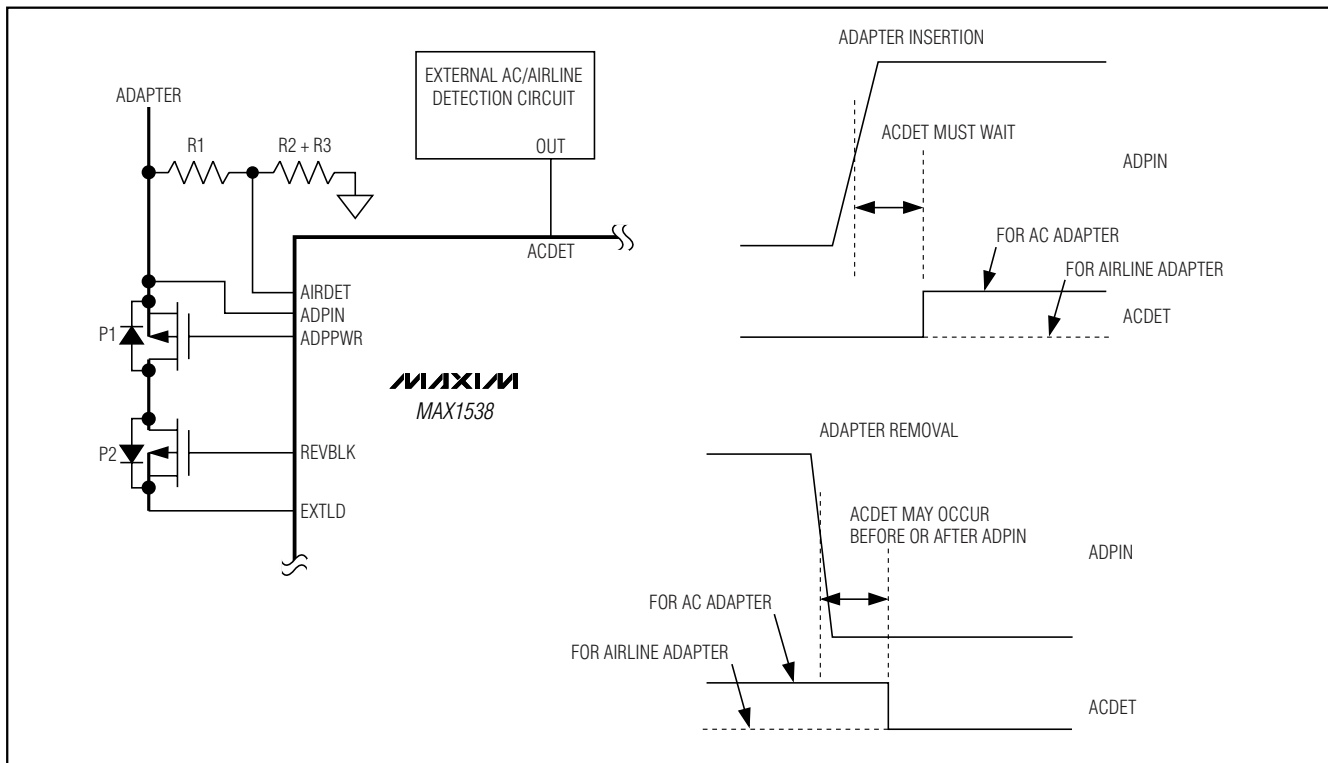 ADAPTER
R1
R2 + R3
EXTERNAL AC/AIRLINE
DETECTION CIRCUIT
OUT
ACDET
AIRDET
ADPIN
ADPPWR
P1
MAXIM
MAX1538
P2
REVBLK
EXTLD
ADAPTER INSERTION
ACDET MUST WAIT
ADPIN
FOR AC ADAPTER
FOR AIRLINE ADAPTER
ACDET
ADAPTER REMOVAL
ACDET MAY OCCUR
BEFORE OR AFTER ADPIN
ADPIN
FOR AC ADAPTER
FOR AIRLINE ADAPTER
ACDET